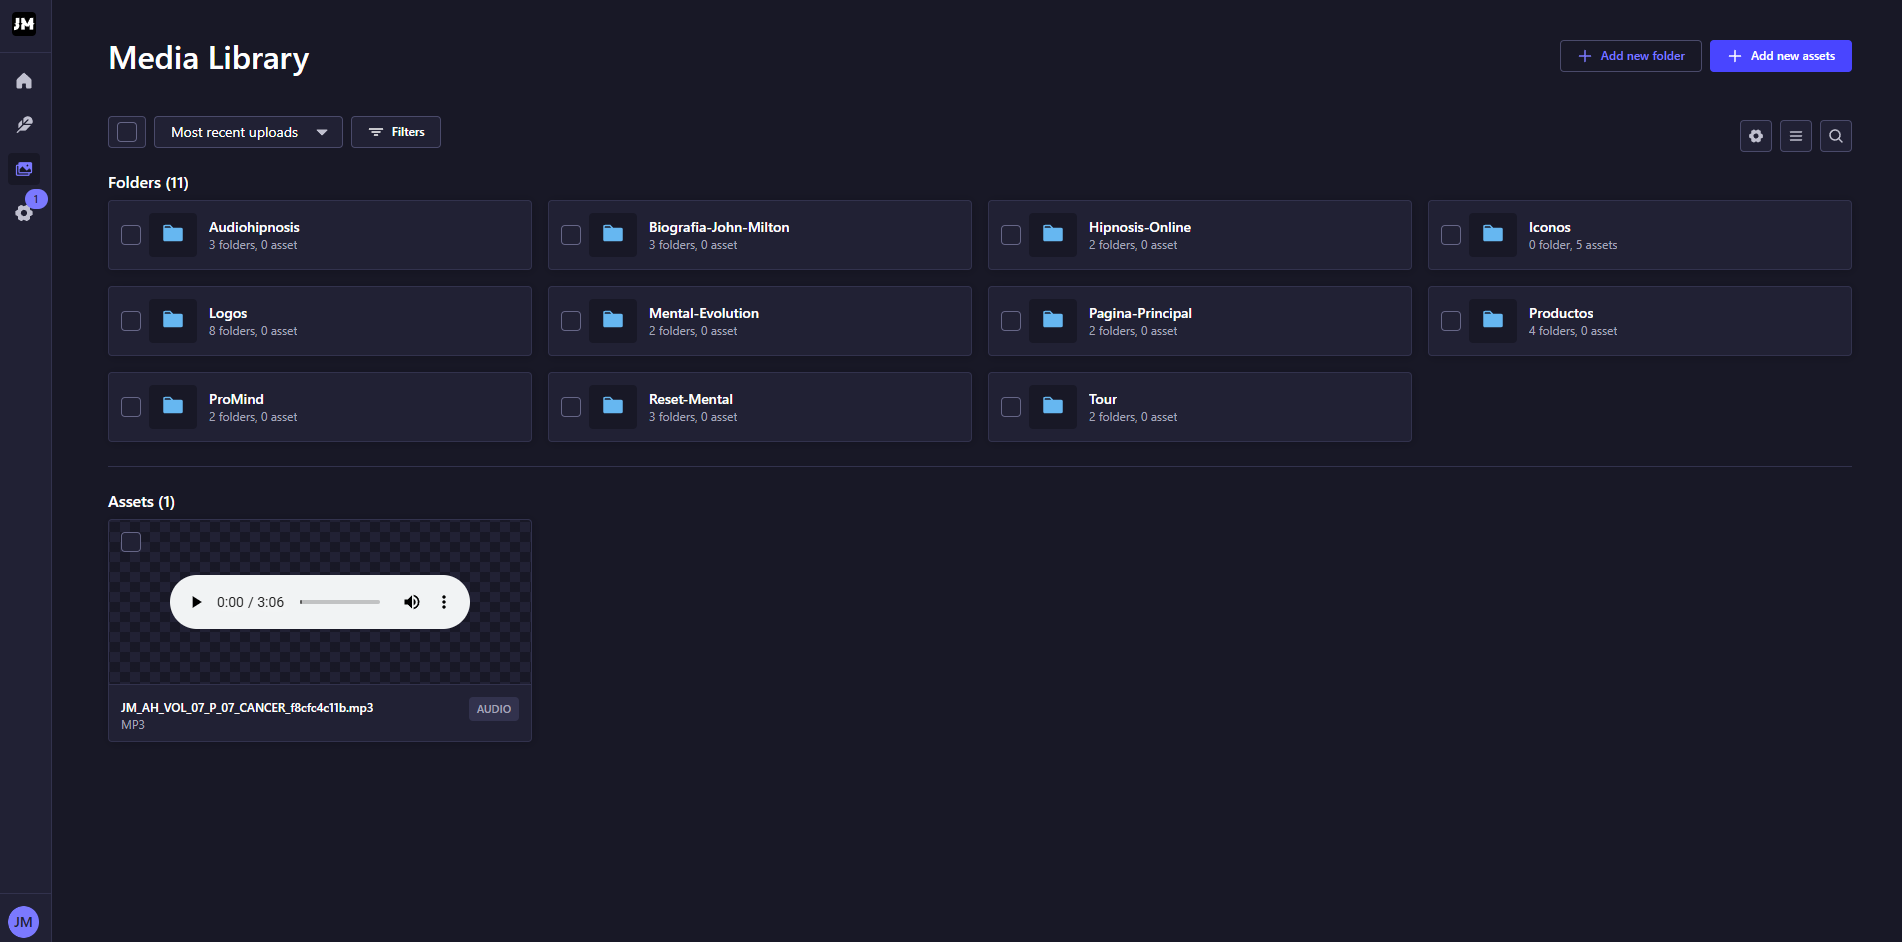 JM
Media Library
Add new folder
Add new assets
Most recent uploads
Filters
1
Folders (11)
Audiohipnosis
3 folders, 0 asset
Biografia-John-Milton
3 folders, 0 asset
Hipnosis-Online
2 folders, 0 asset
Iconos
0 folder, 5 assets
Logos
8 folders, 0 asset
Mental-Evolution
2 folders, 0 asset
Pagina-Principal
2 folders, 0 asset
Productos
4 folders, 0 asset
ProMind
2 folders, 0 asset
Reset-Mental
3 folders, 0 asset
Tour
2 folders, 0 asset
Assets (1)
0:00 / 3:06
JM_AH_VOL_07_P_07_CANCER_f8cfc4c11b.mp3
AUDIO
MP3
JM